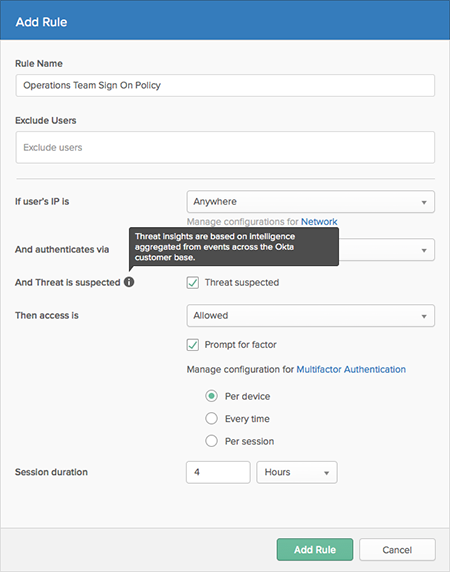 Add Rule
Rule Name
Operations Team Sign On Policy
Exclude Users
Exclude users
If user's IP is
Anywhere
Manage configurations for Network
Threat Insights are based on intelligence
aggregated from events across the Okta
customer base.
And authenticates via
And Threat is suspected
Threat suspected
Then access is
Allowed
Prompt for factor
Manage configuration for Multifactor Authentication
Per device
Every time
Per session
Session duration
4
Hours
Add Rule
Cancel